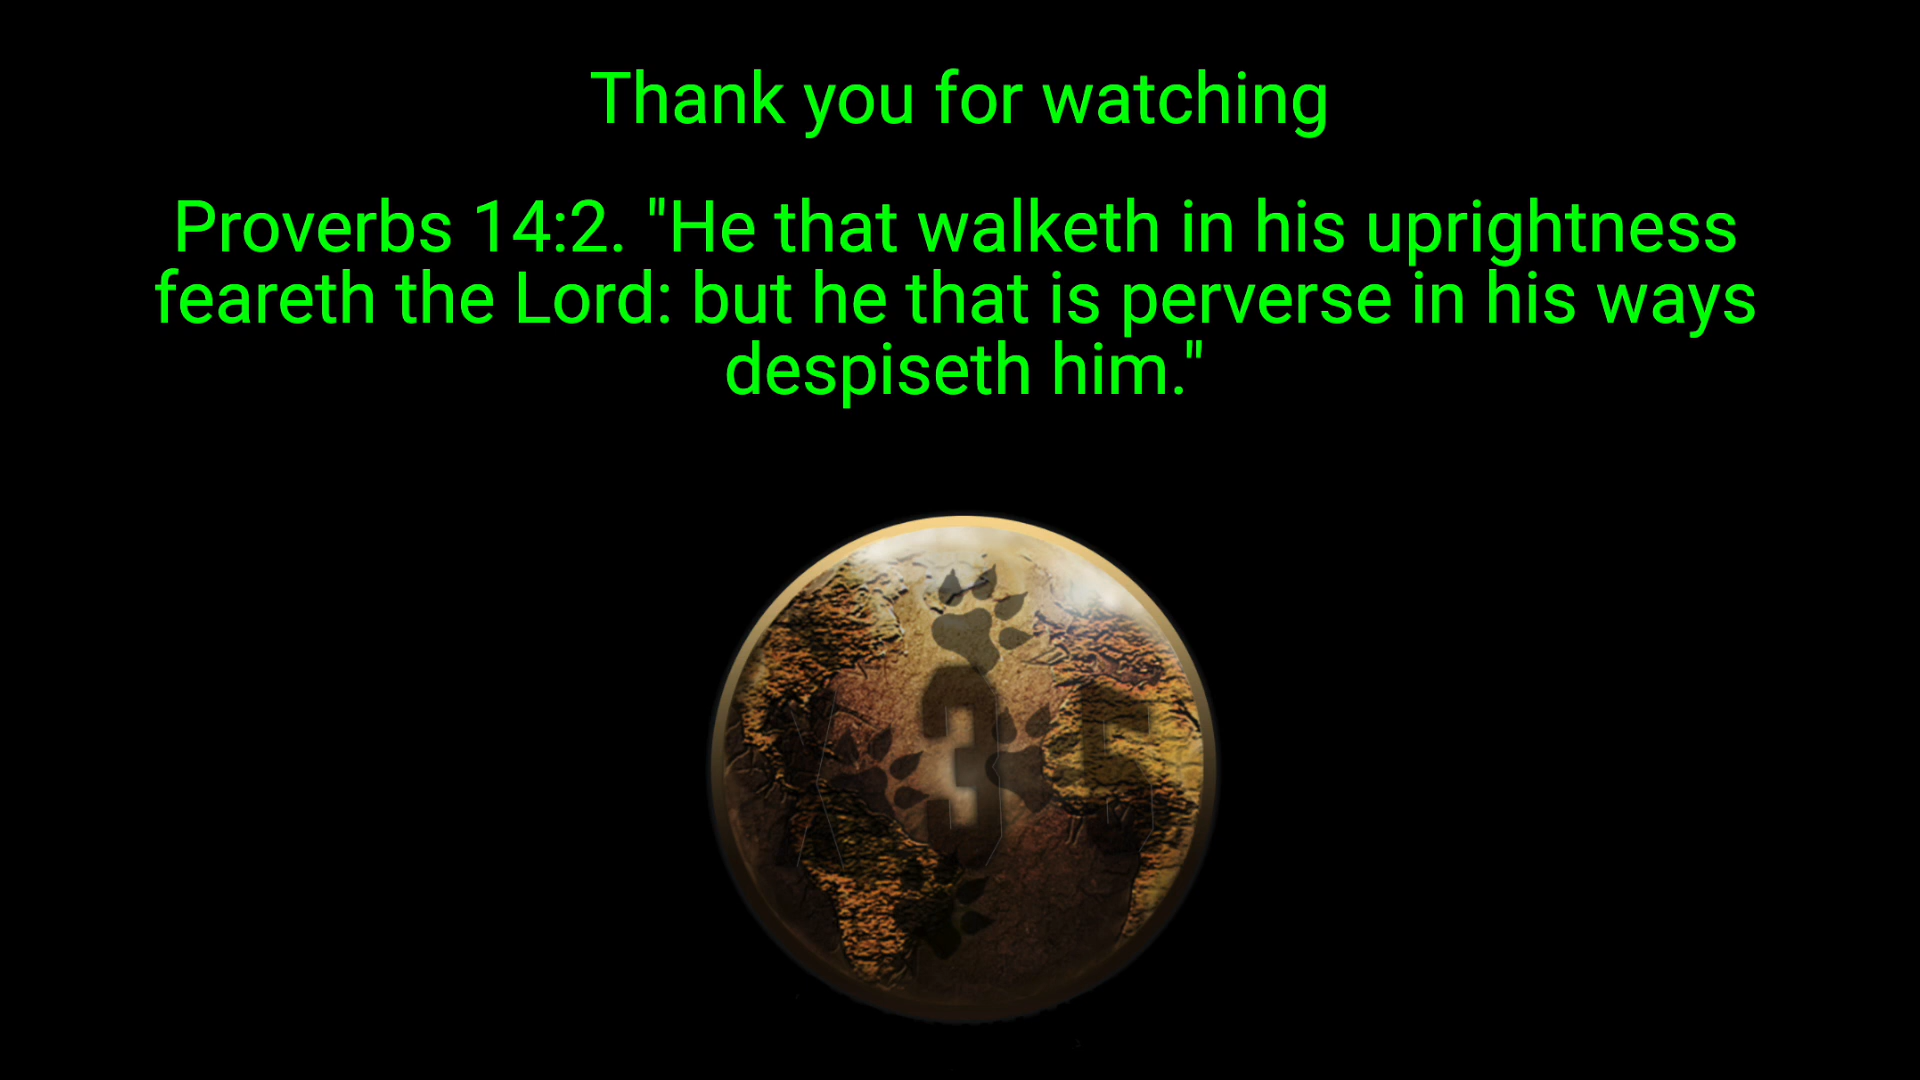 Thank you for watching
Proverbs 14:2. "He that walketh in his uprightness
feareth the Lord: but he that is perverse in his ways
despiseth him."